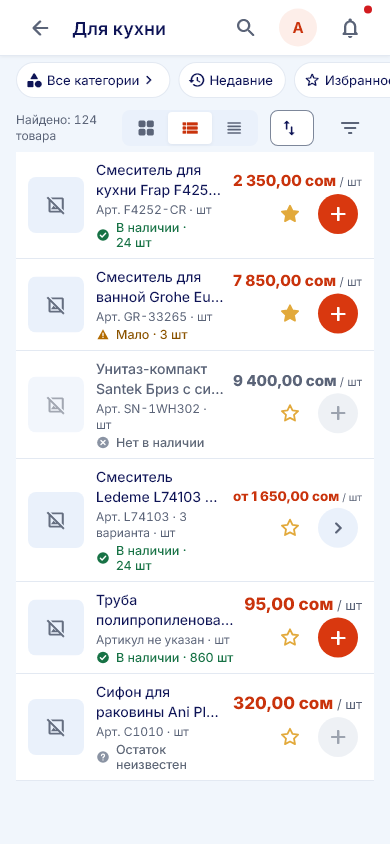 Для кухни
A
Все категории
Недавние
Избранно
Найдено: 124
товара
Смеситель для
кухни Frap F425...
2 350,00 сом / шт
Арт. F4252-CR · шт
В наличии ·
24 шт
Смеситель для
ванной Grohe Eu...
7 850,00 сом / шт
Арт. GR-33265 · шт
Мало · 3 шт
Унитаз-компакт
Santek Бриз с си...
9 400,00 сом / шт
Арт. SN-1WH302 ·
шт
Нет в наличии
Смеситель
Ledeme L74103 ...
от 1 650,00 сом / шт
Арт. L74103 · 3
варианта · шт
В наличии ·
24 шт
Труба
полипропиленова...
95,00 сом / шт
Артикул не указан · шт
В наличии · 860 шт
Сифон для
раковины Ani Pl...
320,00 сом / шт
Арт. C1010 · шт
Остаток
неизвестен